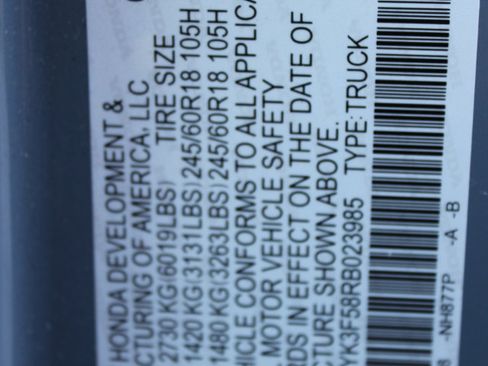 HONDA DEVELOPMENT &
CTURING OF AMERICA, LLC
TIRE SIZE
2730 KG(6019LBS)
1420 KG(3131LBS) 245/60R18 105H
1480 KG(3263LBS) 245/60R18 105H
HICLE CONFORMS TO ALL APPLICA
MOTOR VEHICLE SAFETY
RDS IN EFFECT ON THE DATE OF
CTURE SHOWN ABOVE.
YK3F58RB023985 TYPE: TRUCK
-NH877P -A -B